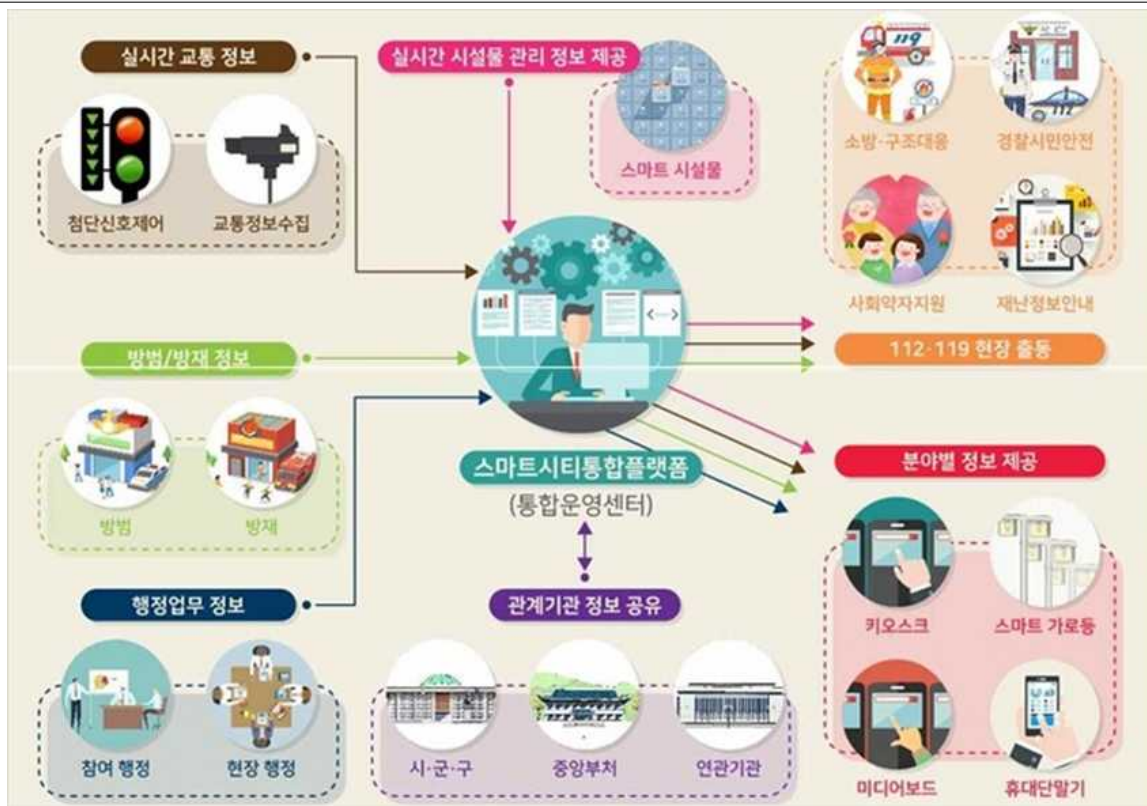 실시간 교통 정보
첨단신호제어
교통정보수집
실시간 시설물 관리 정보 제공
스마트 시설물
119
소방·구조대응
경찰시민안전
사회약자지원
재난정보안내
112·119 현장 출동
방범/방재 정보
방범
방재
스마트시티통합플랫폼
(통합운영센터)
분야별 정보 제공
키오스크
스마트 가로등
미디어보드
휴대단말기
행정업무 정보
참여 행정
현장 행정
관계기관 정보 공유
시·군·구
중앙부처
연관기관